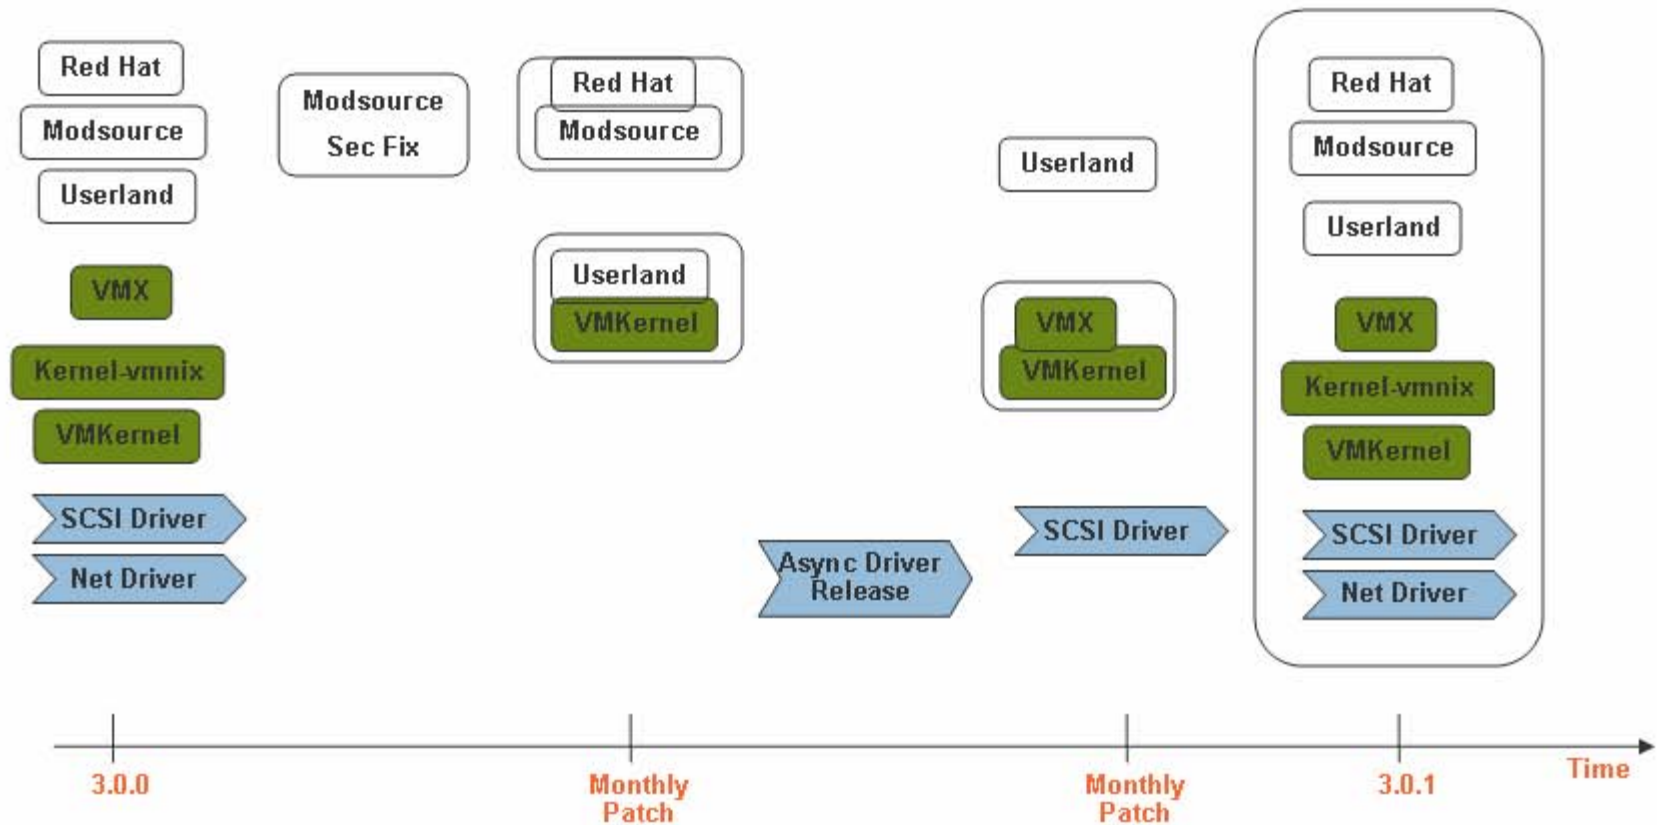 Red Hat
Modsource
Userland
VMX
Kernel-vmnix
VMKernel
SCSI Driver
Net Driver
Modsource
Sec Fix
Red Hat
Modsource
Userland
VMKernel
Async Driver
Release
Userland
VMX
VMKernel
SCSI Driver
Red Hat
Modsource
Userland
VMX
Kernel-vmnix
VMKernel
SCSI Driver
Net Driver
3.0.0
Monthly
Patch
Monthly
Patch
3.0.1
Time